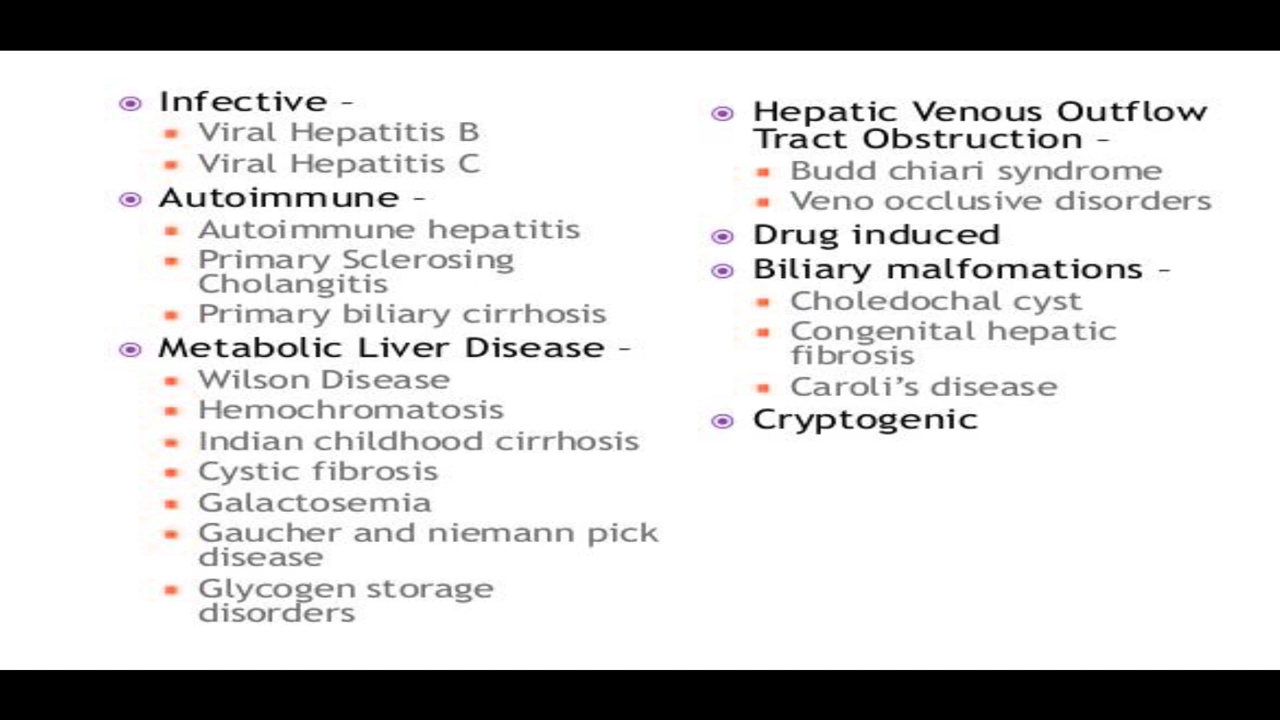 Infective -
Viral Hepatitis B
Viral Hepatitis C
Autoimmune -
Autoimmune hepatitis
Primary Sclerosing
Cholangitis
Primary biliary cirrhosis
Metabolic Liver Disease -
Wilson Disease
Hemochromatosis
Indian childhood cirrhosis
Cystic fibrosis
Galactosemia
Gaucher and niemann pick
disease
Glycogen storage
disorders
Hepatic Venous Outflow
Tract Obstruction -
Budd chiari syndrome
Veno occlusive disorders
Drug induced
Biliary malfomations -
Choledochal cyst
Congenital hepatic
fibrosis
Caroli’s disease
Cryptogenic